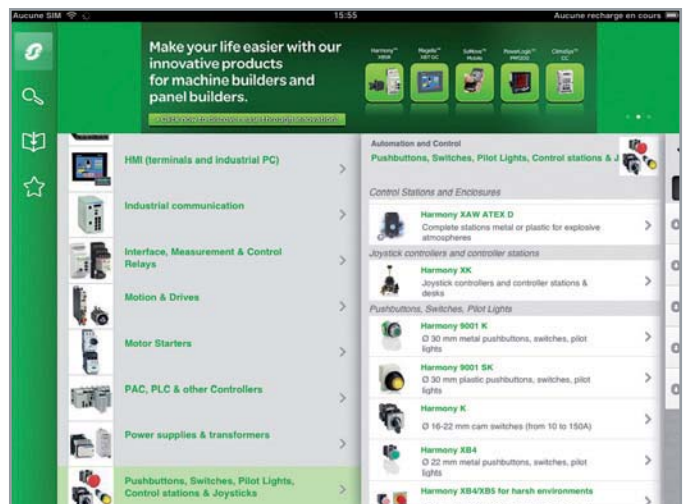 Aucune SIM
15:55
Aucune recharge en cours
Make your life easier with our
innovative products
for machine builders and
panel builders.
Harmony™
Magelis™
SoMove™
Mobile
PowerLogic™
ClimaSys™
CC
HMI (terminals and industrial PC)
Industrial communication
Interface, Measurement & Control
Relays
Motion & Drives
Motor Starters
PAC, PLC & other Controllers
Power supplies & transformers
Pushbuttons, Switches, Pilot Lights,
Control stations & Joysticks
Automation and Control
Pushbuttons, Switches, Pilot Lights, Control stations & J
Control Stations and Enclosures
Harmony XAW ATEX D
Complete stations metal or plastic for explosive
atmospheres
Joystick controllers and controller stations
Harmony XK
Joystick controllers and controller stations &
desks
Pushbuttons, Switches, Pilot Lights
Harmony 9001 K
Ø 30 mm metal pushbuttons, switches, pilot
lights
Harmony 9001 SK
Ø 30 mm plastic pushbuttons, switches, pilot
lights
Harmony K
Ø 16-22 mm cam switches (from 10 to 150A)
Harmony XB4
Ø 22 mm metal pushbuttons, switches, pilot
lights
Harmony XB4/XB5 for harsh environments